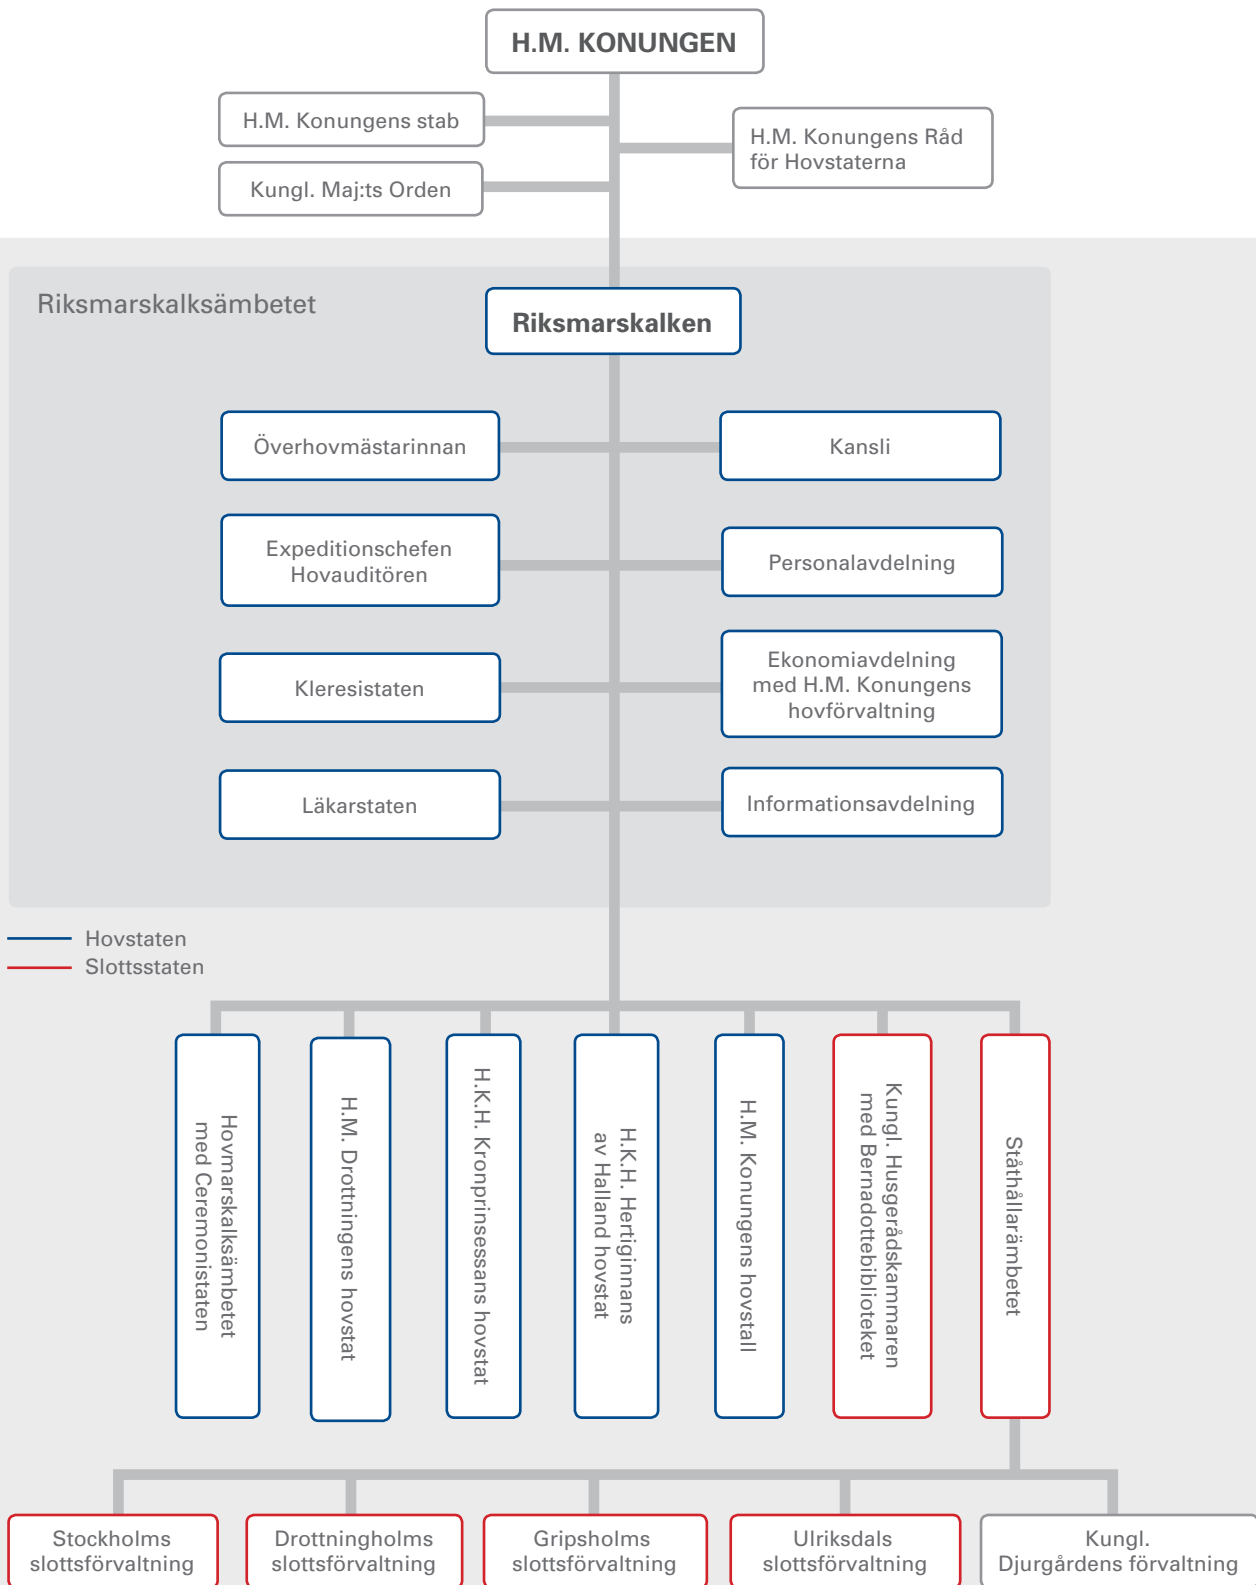 H.M. KONUNGEN
H.M. Konungens stab
H.M. Konungens Råd
för Hovstaterna
Kungl. Maj:ts Orden
Riksmarskalksämbetet
Riksmarskalken
Överhovmästarinnan
Kansli
Expeditionschefen
Hovauditören
Personalavdelning
Kleresistaten
Ekonomiavdelning
med H.M. Konungens
hovförvaltning
Läkarstaten
Informationsavdelning
Hovstaten
Slottsstaten
Hovmarskalksämbetet
med Ceremonistaten
H.M. Drottningens hovstat
H.K.H. Kronprinsessans hovstat
H.K.H. Hertiginnans
av Halland hovstat
H.M. Konungens hovstall
Kungl. Husgerådskammaren
med Bernadottebiblioteket
Ståthållarämbetet
Stockholms
slottsförvaltning
Drottningholms
slottsförvaltning
Gripsholms
slottsförvaltning
Ulriksdals
slottsförvaltning
Kungl.
Djurgårdens förvaltning